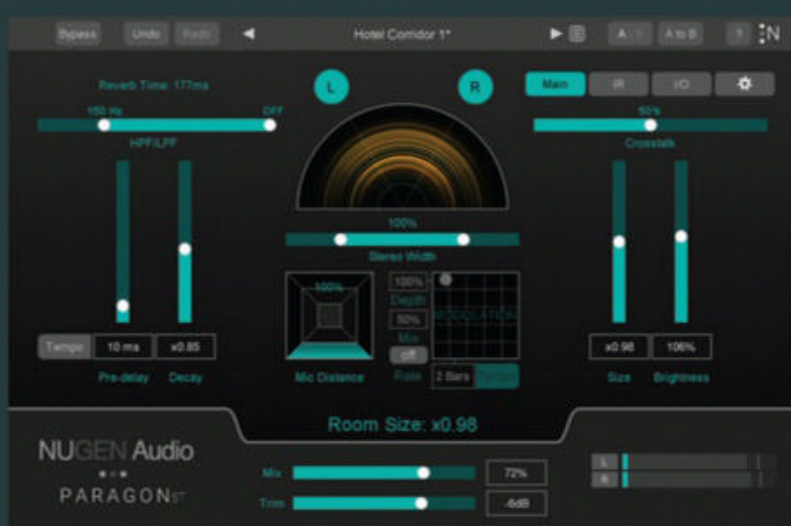 Bypass Undo Redo Hotel Corridor 1* A B A to B ? N
Reverb Time: 177ms L R Main IR I/O
150 Hz OFF 50%
HPF/LPF Crosstalk
100%
Stereo Width
100% 100%
Depth MODULATION
50%
Mix
Tempo 10 ms x0.85 off x0.98 106%
Pre-delay Decay Mic Distance Rate 2 Bars Tempo Size Brightness
Room Size: x0.98
NUGEN Audio
PARAGON ST
Mix 72% L
Trim -6dB R